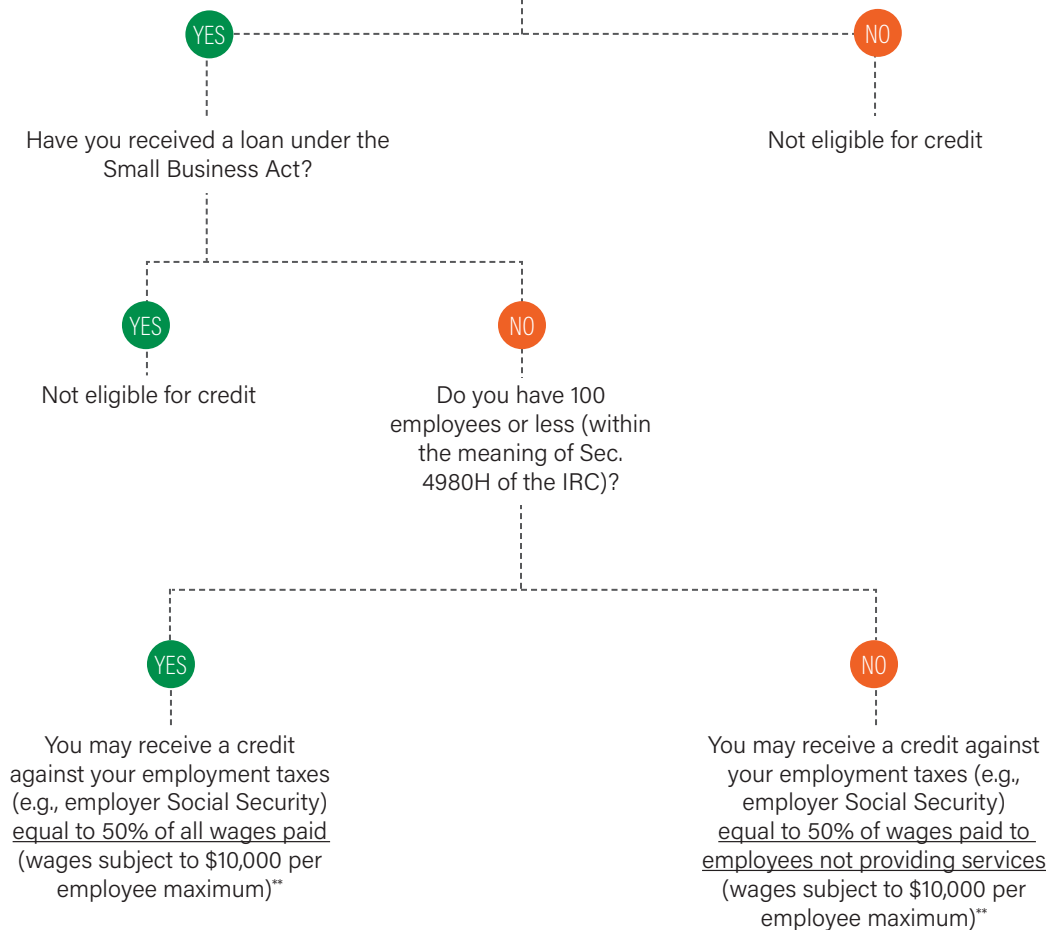 YES
NO
Have you received a loan under the
Small Business Act?
Not eligible for credit
YES
NO
Not eligible for credit
Do you have 100
employees or less (within
the meaning of Sec.
4980H of the IRC)?
YES
NO
You may receive a credit
against your employment taxes
(e.g., employer Social Security)
equal to 50% of all wages paid
(wages subject to $10,000 per
employee maximum)**
You may receive a credit against
your employment taxes (e.g.,
employer Social Security)
equal to 50% of wages paid to
employees not providing services
(wages subject to $10,000 per
employee maximum)**